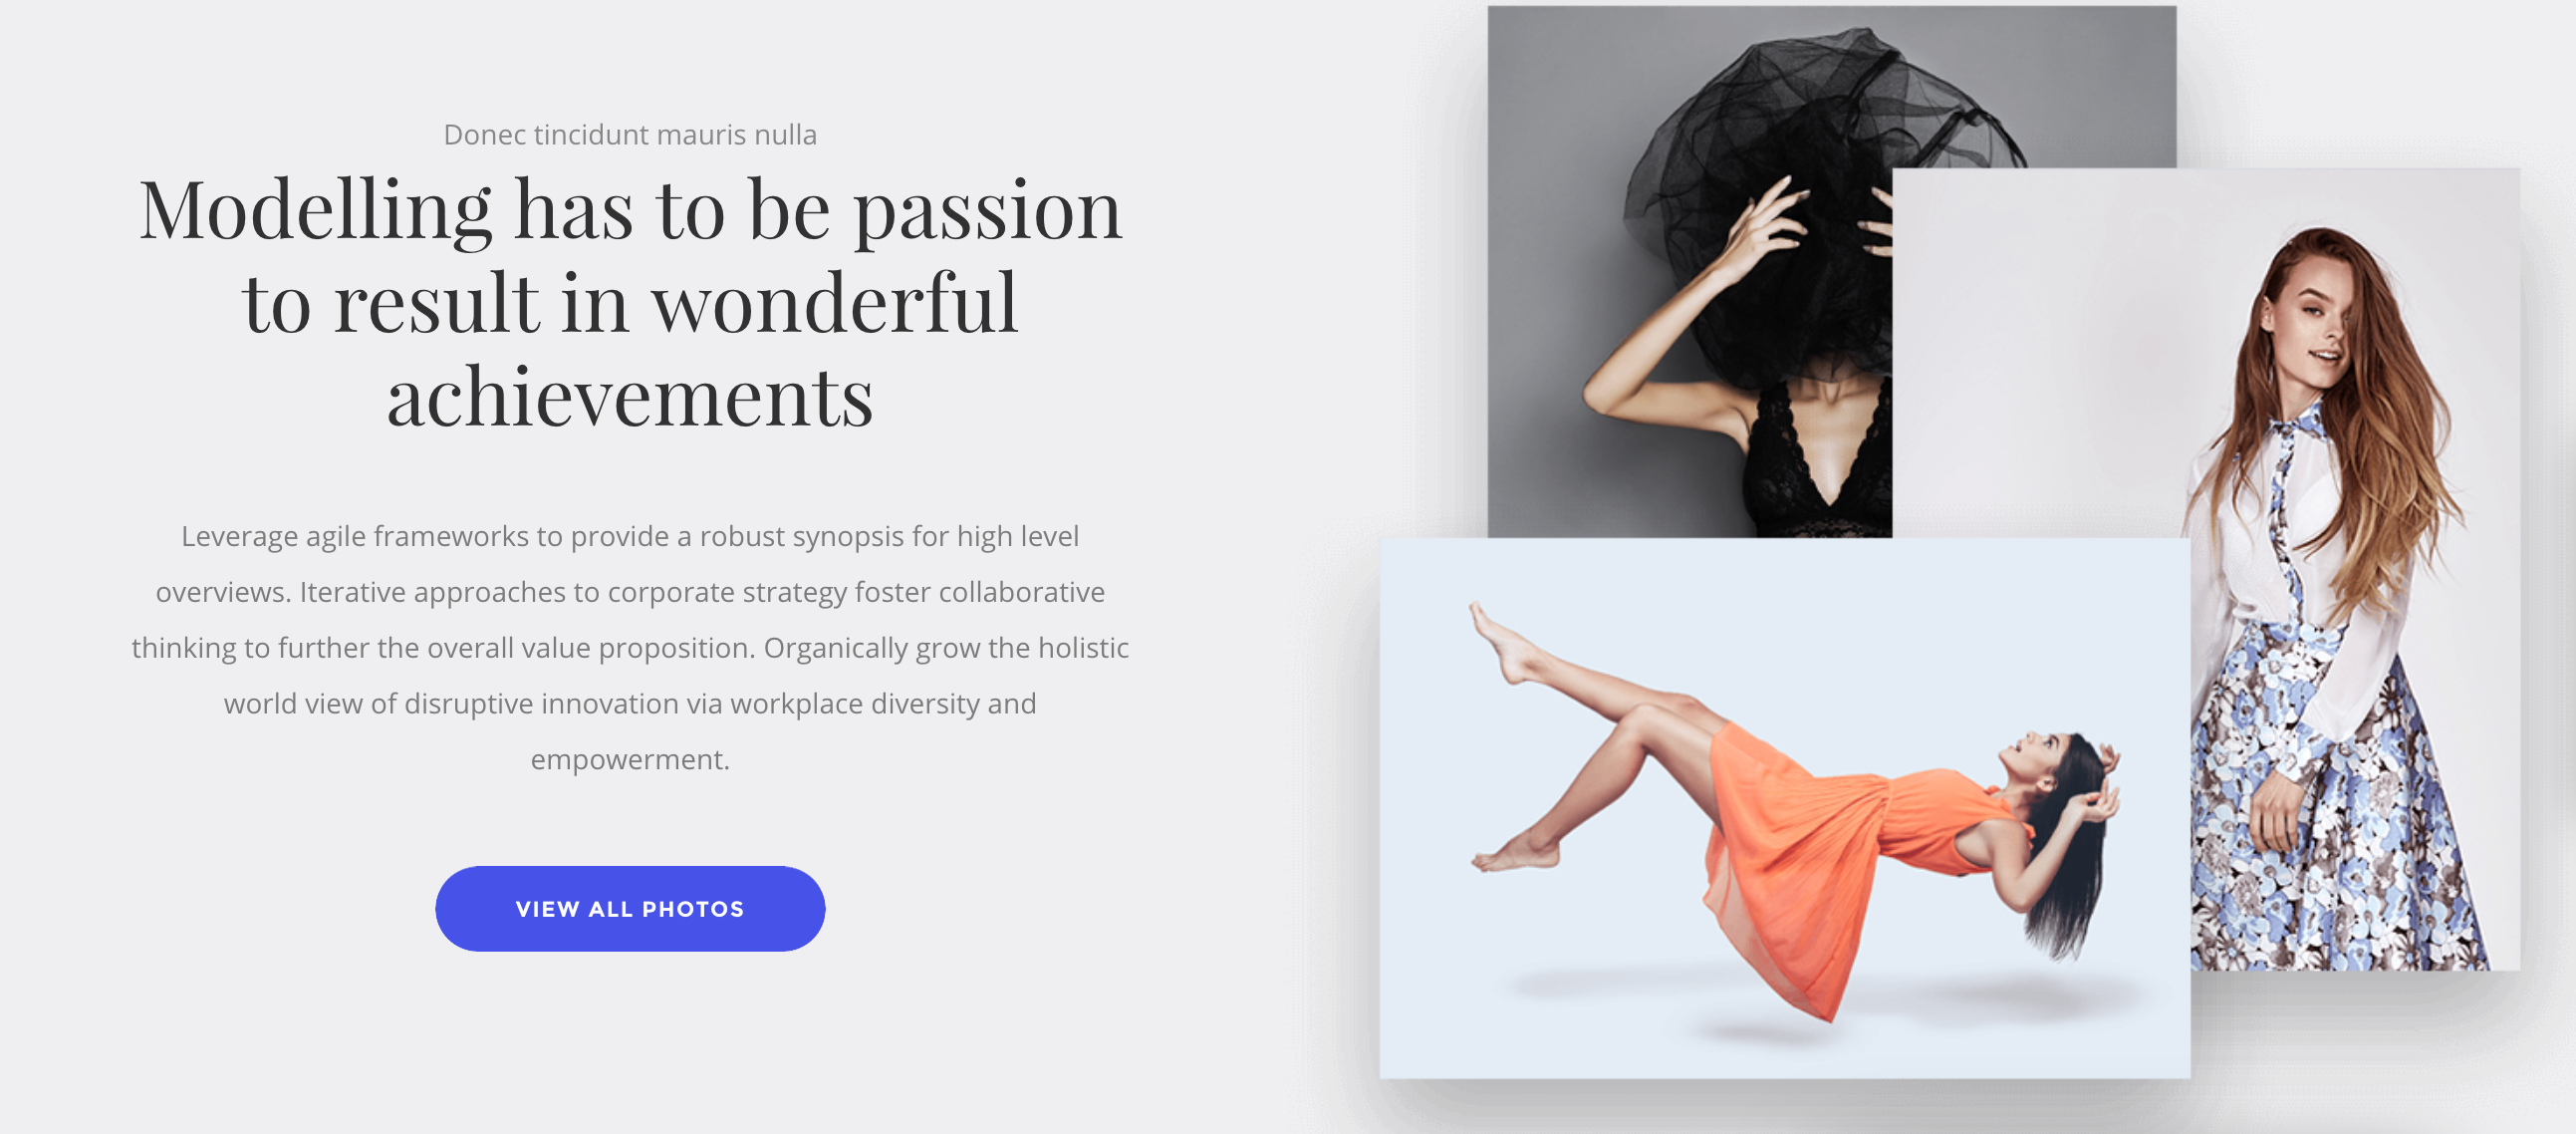 Donec tincidunt mauris nulla
Modelling has to be passion
to result in wonderful
achievements
Leverage agile frameworks to provide a robust synopsis for high level
overviews. Iterative approaches to corporate strategy foster collaborative
thinking to further the overall value proposition. Organically grow the holistic
world view of disruptive innovation via workplace diversity and
empowerment.
VIEW ALL PHOTOS